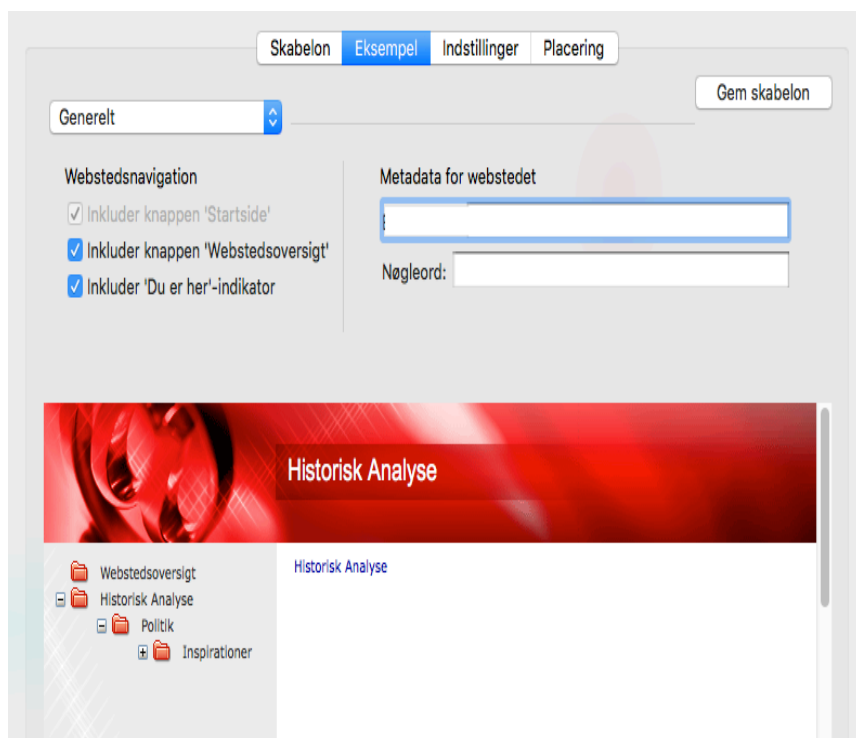 Skabelon Eksempel Indstillinger Placering
Gem skabelon
Generelt
Webstedsnavigation
Inkluder knappen 'Startside'
Inkluder knappen 'Webstedsoversigt'
Inkluder 'Du er her'-indikator
Metadata for webstedet
Nøgleord:
Historisk Analyse
Webstedsoversigt
Historisk Analyse
Politik
Inspirationer
Historisk Analyse